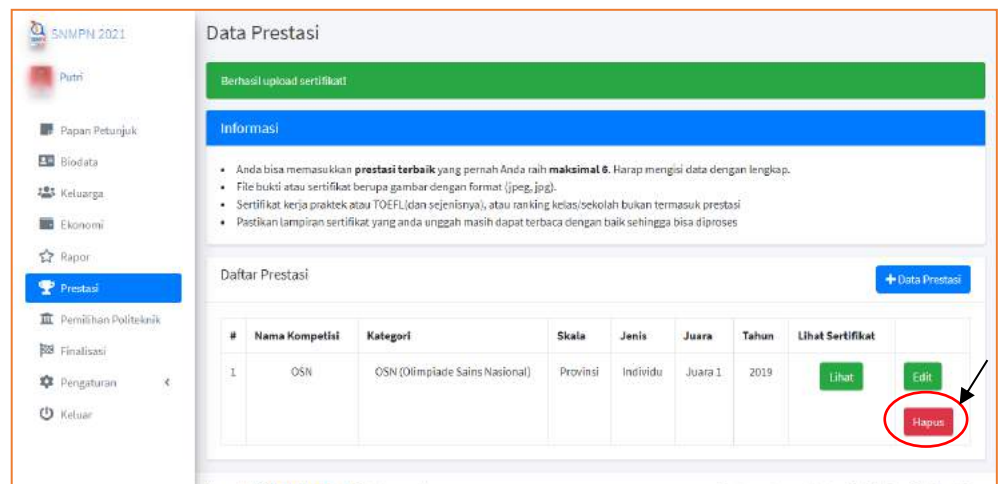 SNMPN 2021
Putri
Papan Petunjuk
Biodata
Keluarga
Ekonomi
Rapor
Prestasi
Pemilihan Politeknik
Finalisasi
Pengaturan
Keluar
Data Prestasi
Berhasil upload sertifikat!
Informasi
Anda bisa memasukkan prestasi terbaik yang pernah Anda raih maksimal 6. Harap mengisi data dengan lengkap.
File bukti atau sertifikat berupa gambar dengan format (jpeg, jpg).
Sertifikat kerja praktek atau TOEFL(dan sejenisnya), atau ranking kelas/sekolah bukan termasuk prestasi
Pastikan lampiran sertifikat yang anda unggah masih dapat terbaca dengan baik sehingga bisa diproses
Daftar Prestasi
+ Data Prestasi
# Nama Kompetisi Kategori Skala Jenis Juara Tahun Lihat Sertifikat
1 OSN OSN (Olimpiade Sains Nasional) Provinsi Individu Juara 1 2019 Lihat Edit
Hapus